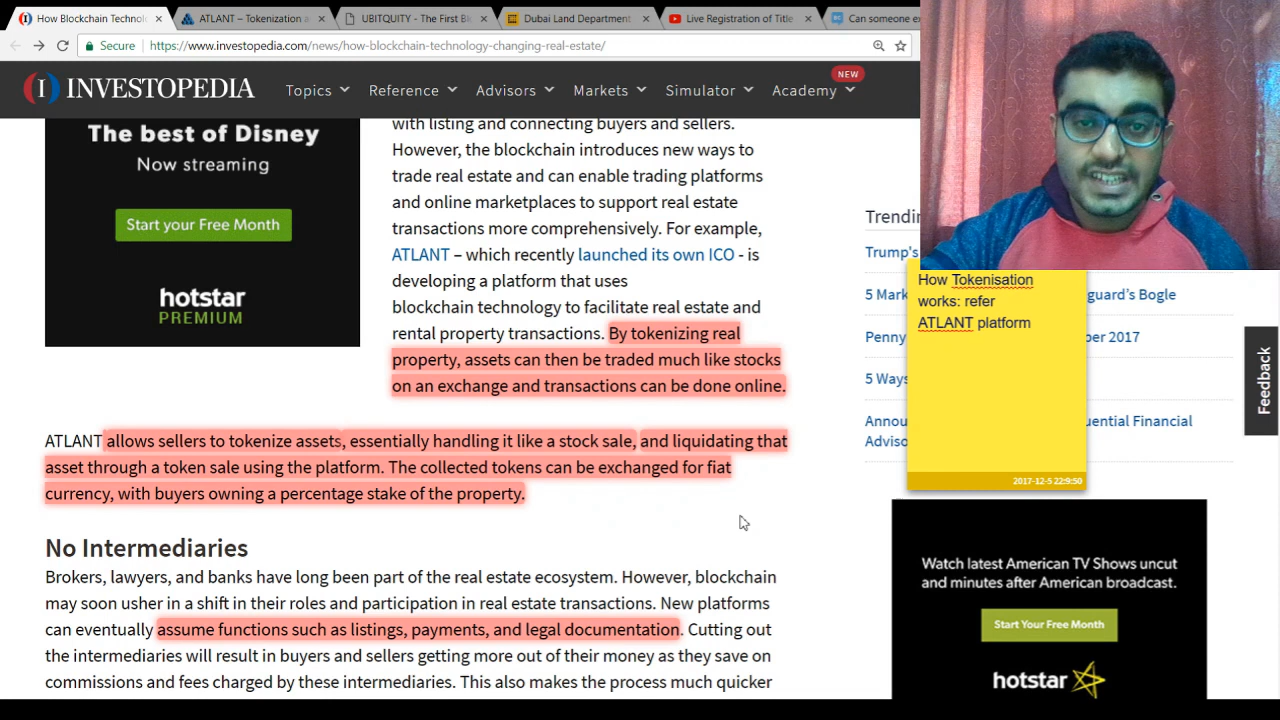 How Blockchain Technolo
ATLANT – Tokenization a
UBITQUITY - The First Bl
Dubai Land Department
Live Registration of Title
Can someone ex
Secure
https://www.investopedia.com/news/how-blockchain-technology-changing-real-estate/
INVESTOPEDIA
Topics
Reference
Advisors
Markets
Simulator
NEW
Academy
The best of Disney
Now streaming
Start your Free Month
hotstar
PREMIUM
with listing and connecting buyers and sellers.
However, the blockchain introduces new ways to
trade real estate and can enable trading platforms
and online marketplaces to support real estate
transactions more comprehensively. For example,
ATLANT – which recently launched its own ICO - is
developing a platform that uses
blockchain technology to facilitate real estate and
rental property transactions. By tokenizing real
property, assets can then be traded much like stocks
on an exchange and transactions can be done online.
ATLANT allows sellers to tokenize assets, essentially handling it like a stock sale, and liquidating that
asset through a token sale using the platform. The collected tokens can be exchanged for fiat
currency, with buyers owning a percentage stake of the property.
No Intermediaries
Brokers, lawyers, and banks have long been part of the real estate ecosystem. However, blockchain
may soon usher in a shift in their roles and participation in real estate transactions. New platforms
can eventually assume functions such as listings, payments, and legal documentation. Cutting out
the intermediaries will result in buyers and sellers getting more out of their money as they save on
commissions and fees charged by these intermediaries. This also makes the process much quicker
Trendin
Trump's
5 Mark
guard's Bogle
Penny
ber 2017
5 Ways
Annou
uential Financial
Adviso
How Tokenisation
works: refer
ATLANT platform
2017-12-5 22:9:50
Feedback
Watch latest American TV Shows uncut
and minutes after American broadcast.
Start Your Free Month
hotstar